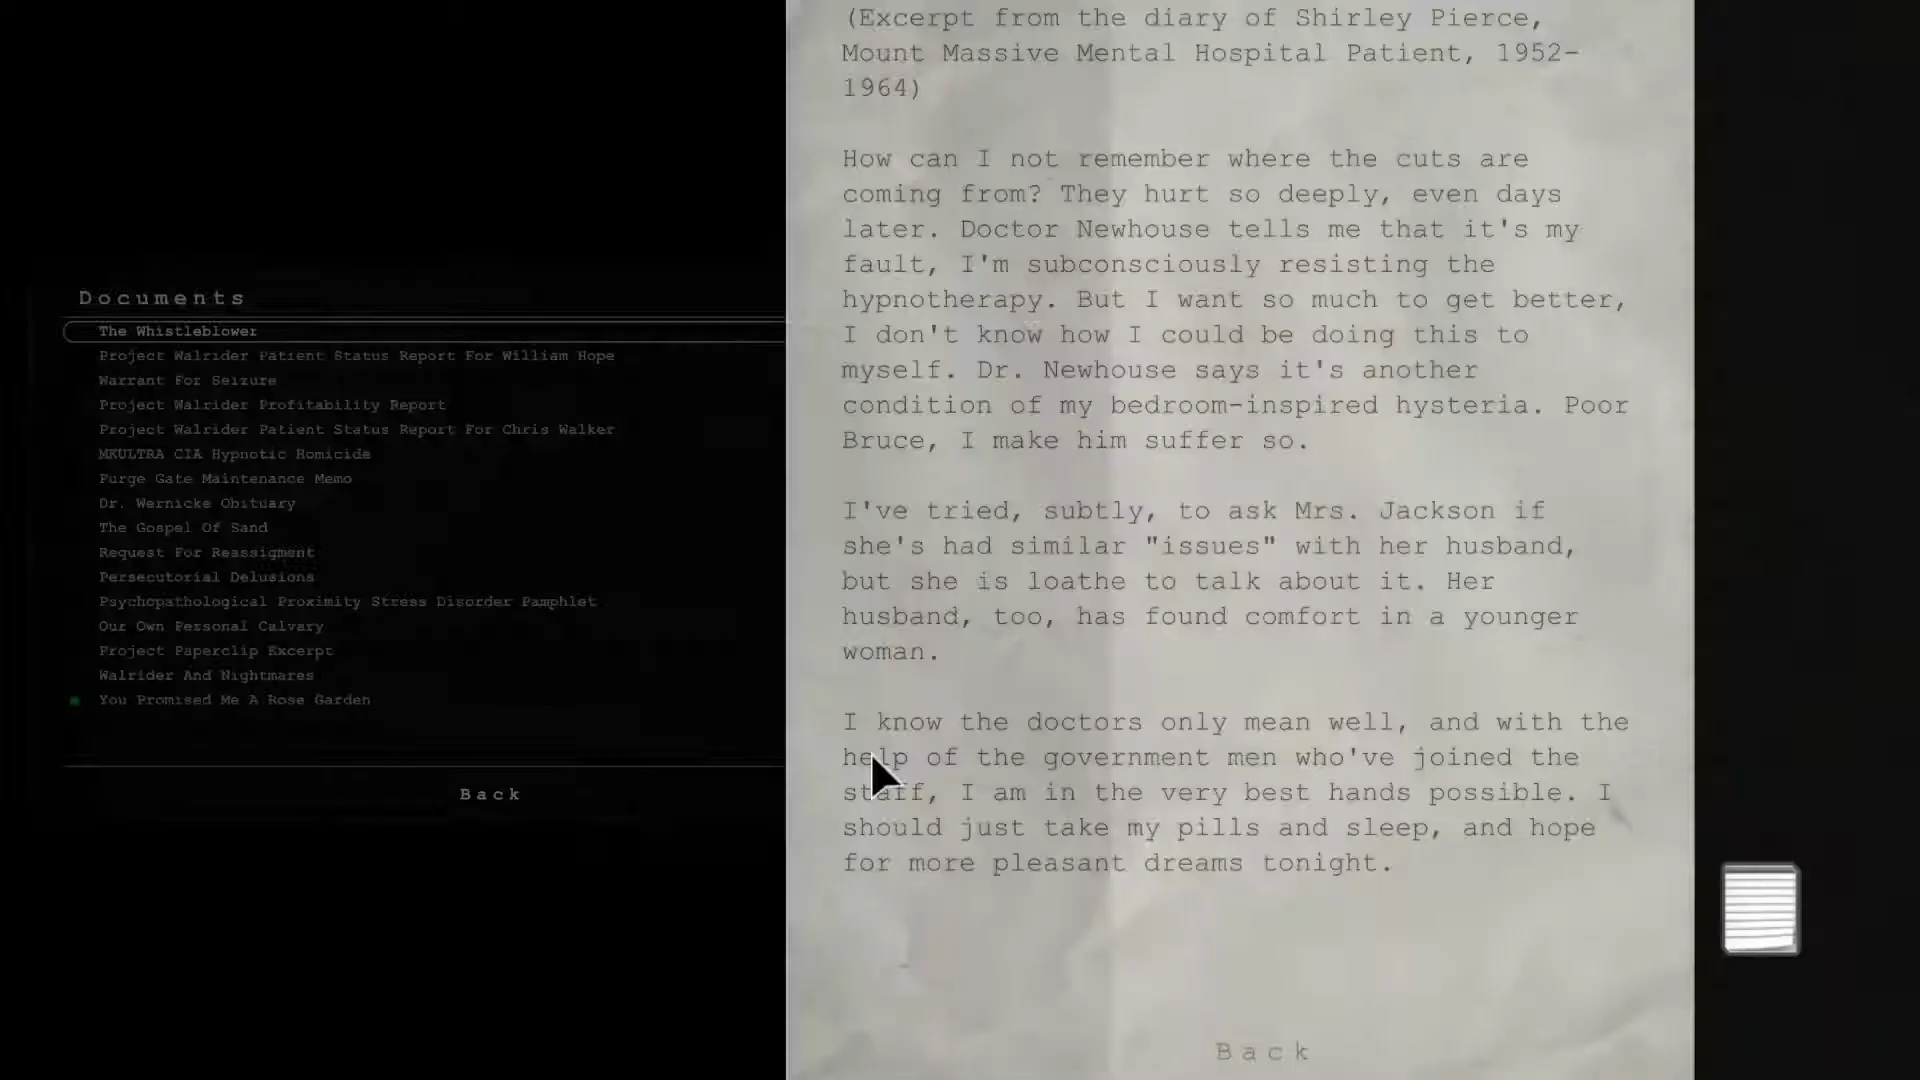 Documents
The Whistleblower
Project Walrider Patient Status Report For William Hope
Warrant For Seizure
Project Walrider Profitability Report
Project Walrider Patient Status Report For Chris Walker
MKULTRA CIA Hypnotic Homicide
Purge Gate Maintenance Memo
Dr. Wernicke Obituary
The Gospel Of Sand
Request For Reassigment
Persecutorial Delusions
Psychopathological Proximity Stress Disorder Pamphlet
Our Own Personal Calvary
Project Paperclip Excerpt
Walrider And Nightmares
You Promised Me A Rose Garden
Back
(Excerpt from the diary of Shirley Pierce,
Mount Massive Mental Hospital Patient, 1952-
1964)
How can I not remember where the cuts are
coming from? They hurt so deeply, even days
later. Doctor Newhouse tells me that it's my
fault, I'm subconsciously resisting the
hypnotherapy. But I want so much to get better,
I don't know how I could be doing this to
myself. Dr. Newhouse says it's another
condition of my bedroom-inspired hysteria. Poor
Bruce, I make him suffer so.
I've tried, subtly, to ask Mrs. Jackson if
she's had similar "issues" with her husband,
but she is loathe to talk about it. Her
husband, too, has found comfort in a younger
woman.
I know the doctors only mean well, and with the
help of the government men who've joined the
staff, I am in the very best hands possible. I
should just take my pills and sleep, and hope
for more pleasant dreams tonight.
Back